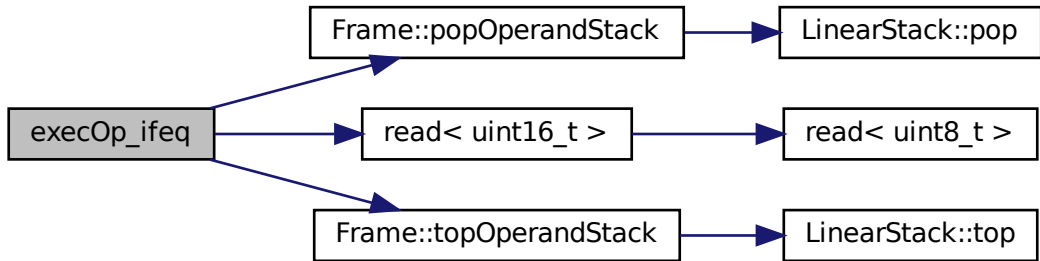 Frame::popOperandStack
LinearStack::pop
execOp_ifeq
read< uint16_t >
read< uint8_t >
Frame::topOperandStack
LinearStack::top